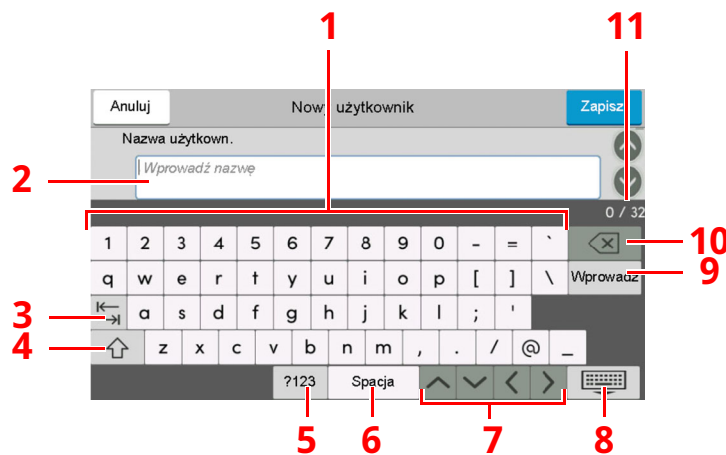 1 11
Anuluj Nowy użytkownik Zapisz
Nazwa użytkown.
2 Wprowadź nazwę
0 / 32
1 2 3 4 5 6 7 8 9 0 - = ` 10
q w e r t y u i o p [ ] \ Wprowadź 9
3 a s d f g h j k l ; '
4 z x c v b n m , . / @ _
?123 Spacja
5 6 7 8